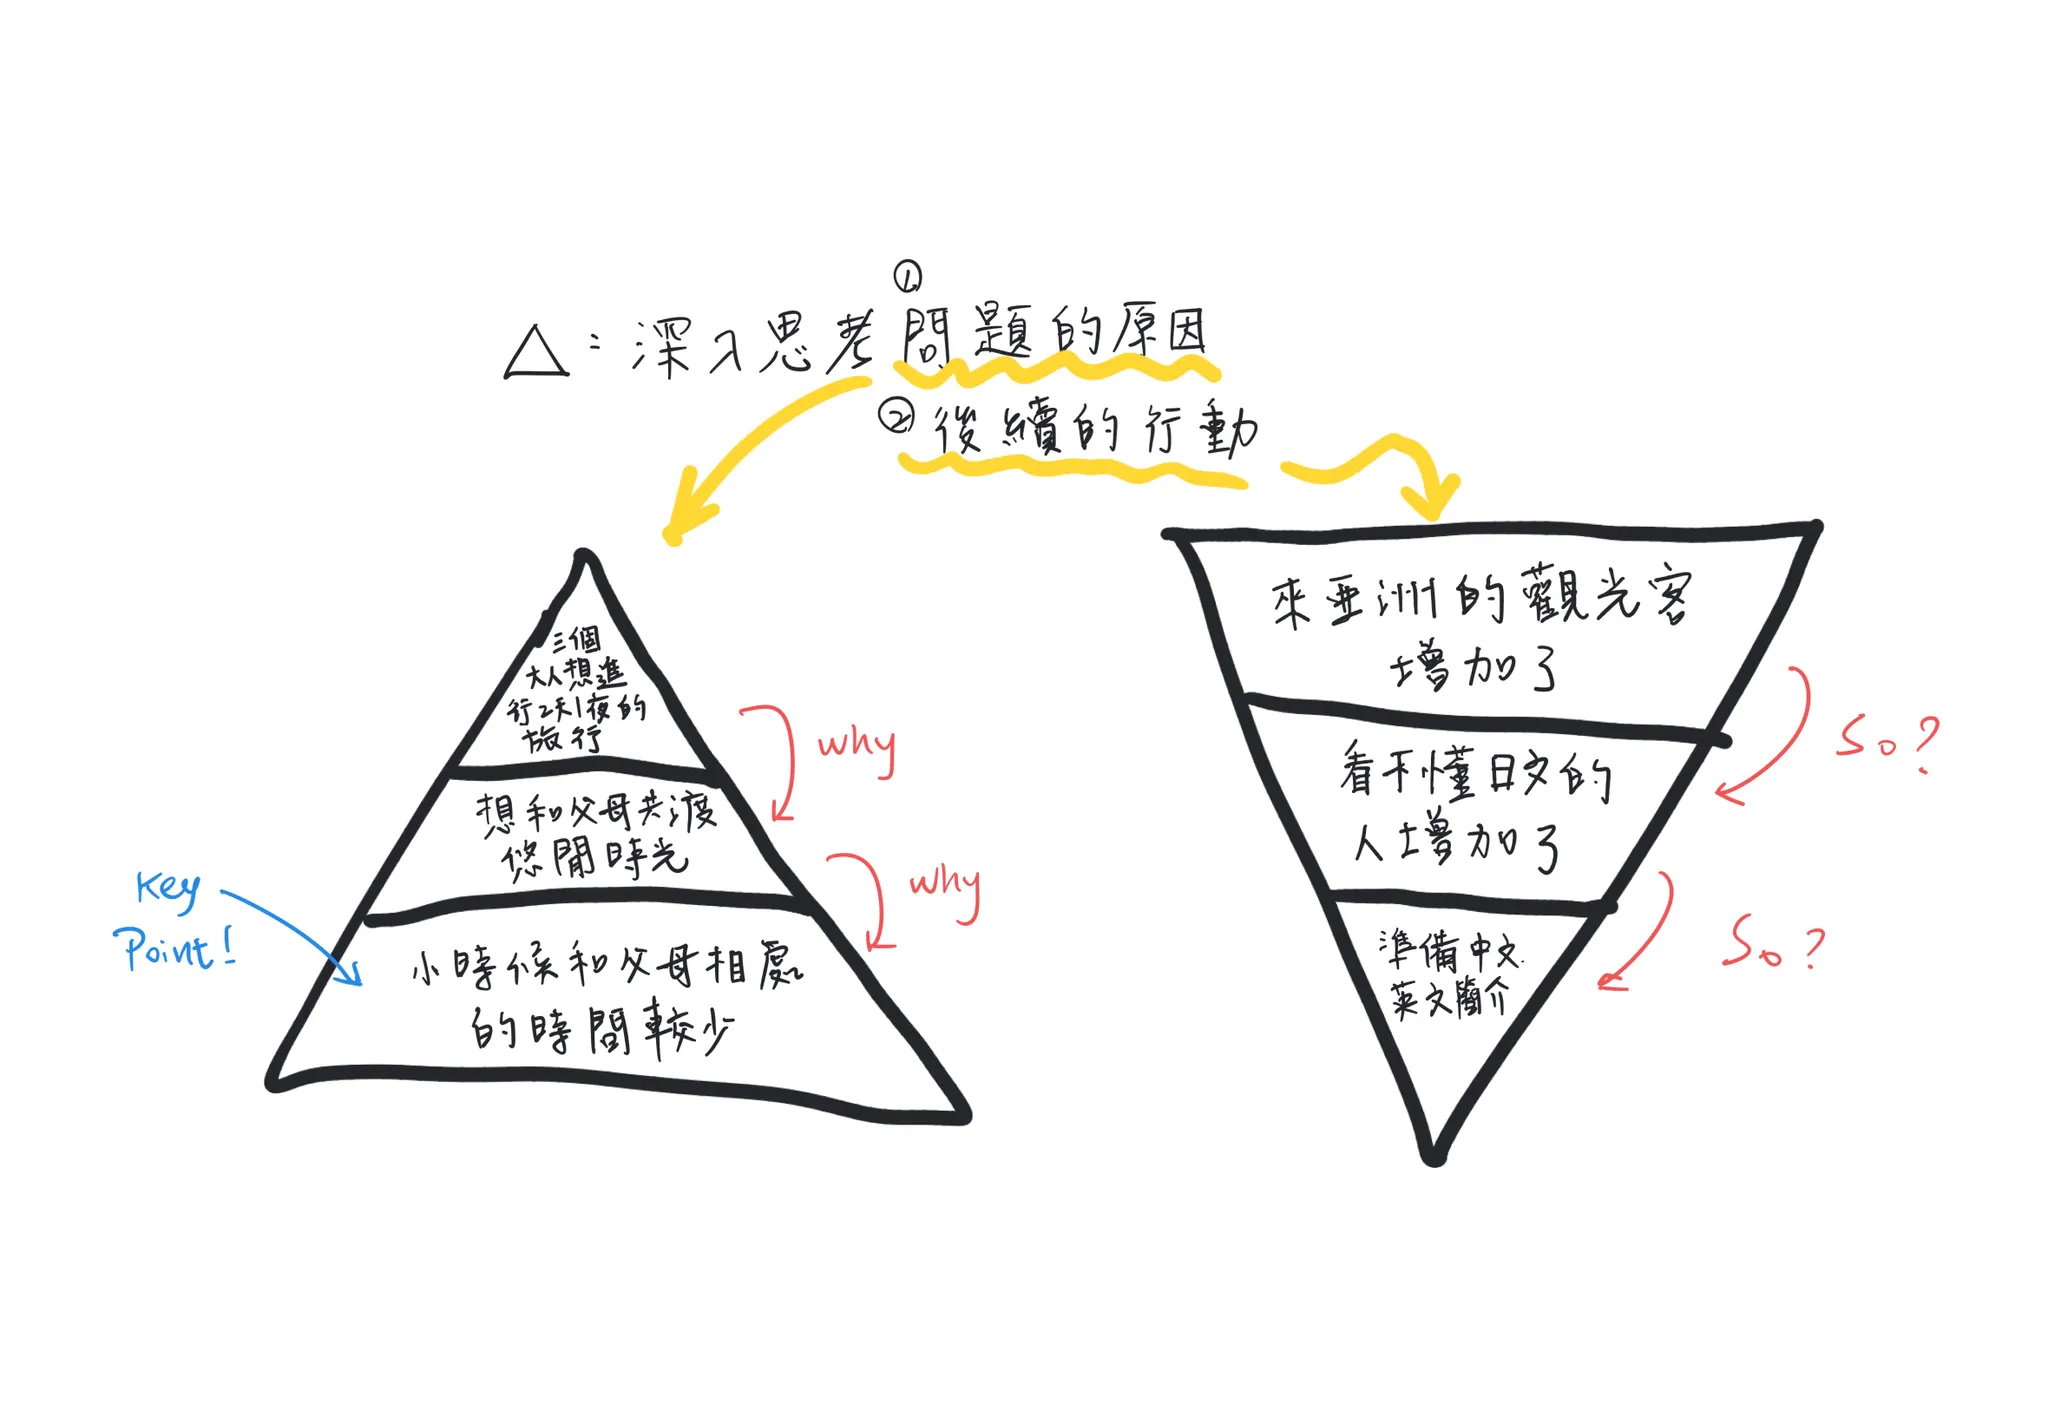 ①
△：深入思考問題的原因
②後續的行動
三個
大人想進
行2天1夜的
旅行
why
想和父母共渡
悠閒時光
why
Key
Point!
小時候和父母相處
的時間較少
來亞洲的觀光客
增加了
So?
看不懂日文的
人增加了
So?
準備中文
英文簡介